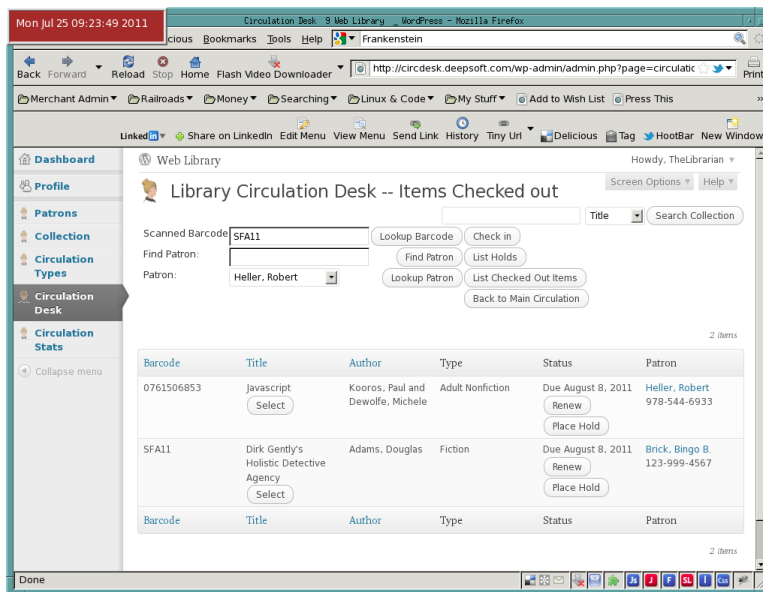 Mon Jul 25 09:23:49 2011
Circulation Desk 9 Web Library _ WordPress - Mozilla Firefox
cious Bookmarks Tools Help Frankenstein
Back Forward Reload Stop Home Flash Video Downloader http://circdesk.deepsoft.com/wp-admin/admin.php?page=circulatic Print
Merchant Admin Railroads Money Searching Linux & Code My Stuff Add to Wish List Press This »
Linked in Share on LinkedIn Edit Menu View Menu Send Link History Tiny Url Delicious Tag HootBar New Window
Dashboard
Profile
Patrons
Collection
Circulation
Types
Circulation
Desk
Circulation
Stats
Collapse menu
Web Library Howdy, TheLibrarian
Screen Options Help
Library Circulation Desk -- Items Checked out
Title Search Collection
Scanned Barcode SFA11 Lookup Barcode Check in
Find Patron: Find Patron List Holds
Patron: Heller, Robert Lookup Patron List Checked Out Items
Back to Main Circulation
2 items
Barcode Title Author Type Status Patron
0761506853 Javascript Kooros, Paul and Adult Nonfiction Due August 8, 2011 Heller, Robert
Select Dewolfe, Michele Renew 978-544-6933
Place Hold
SFA11 Dirk Gently's Adams, Douglas Fiction Due August 8, 2011 Brick, Bingo B.
Holistic Detective Renew 123-999-4567
Agency
Select Place Hold
Barcode Title Author Type Status Patron
2 items
Done Js J F SL I Css